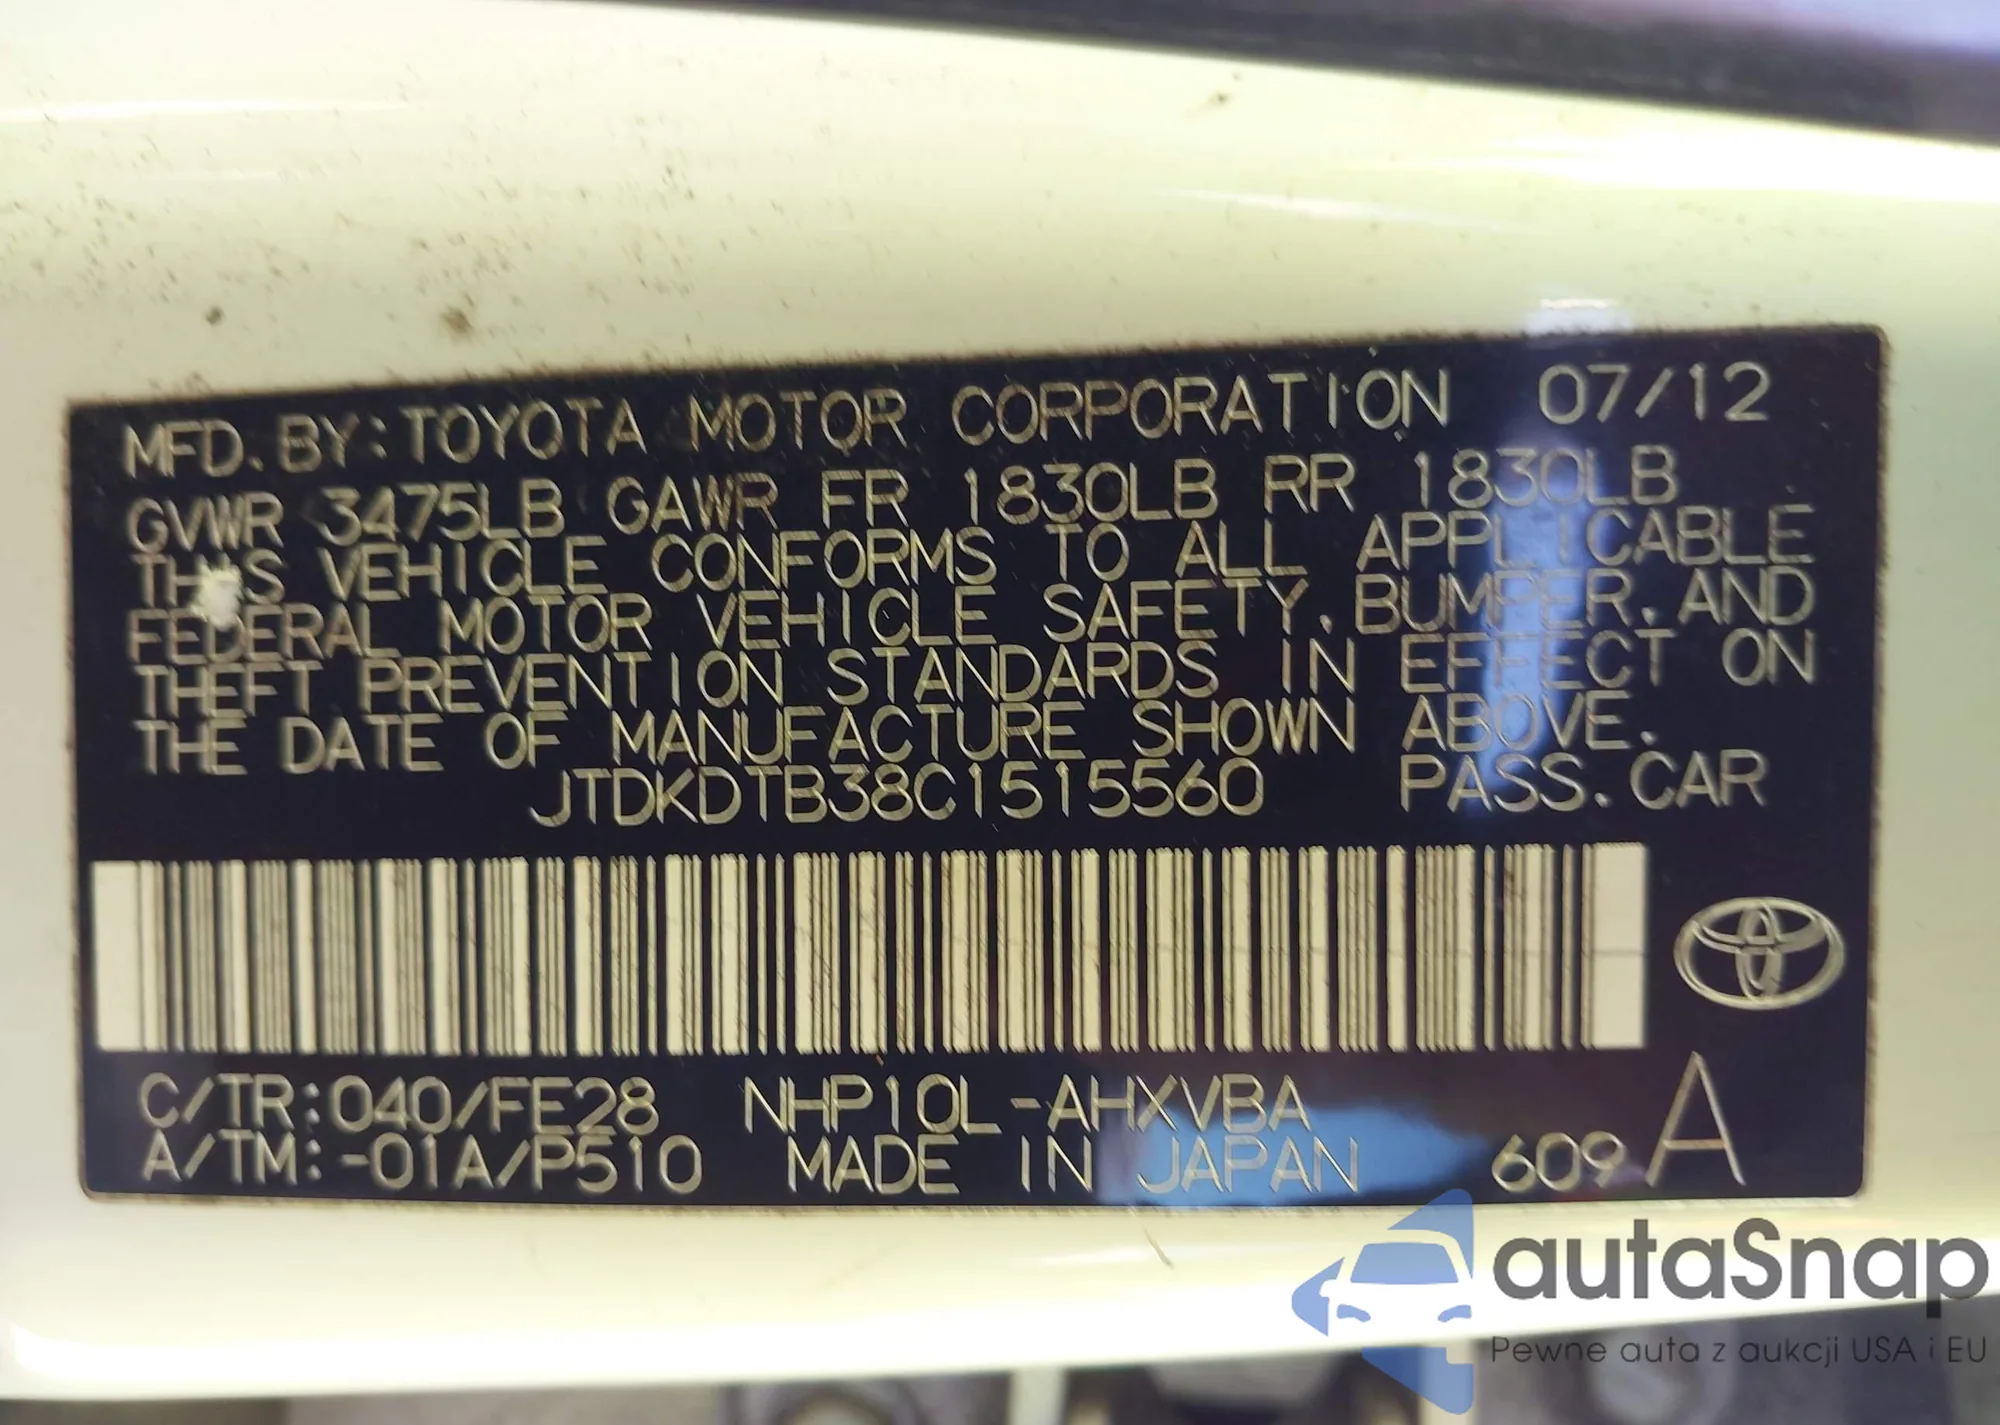 MFD. BY: TOYOTA MOTOR CORPORATION 07/12
GVWR 3475LB GAWR FR 1830LB RR 1830LB
THIS VEHICLE CONFORMS TO ALL APPLICABLE
FEDERAL MOTOR VEHICLE SAFETY, BUMPER, AND
THEFT PREVENTION STANDARDS IN EFFECT ON
THE DATE OF MANUFACTURE SHOWN ABOVE.
JTDKDTB38C1515560 PASS. CAR
C/TR:040/FE28 NHP10L-AHXVBA
A/TM:-01A/P510 MADE IN JAPAN 609 A
autaSnap
Pewne auta z aukcji USA i EU